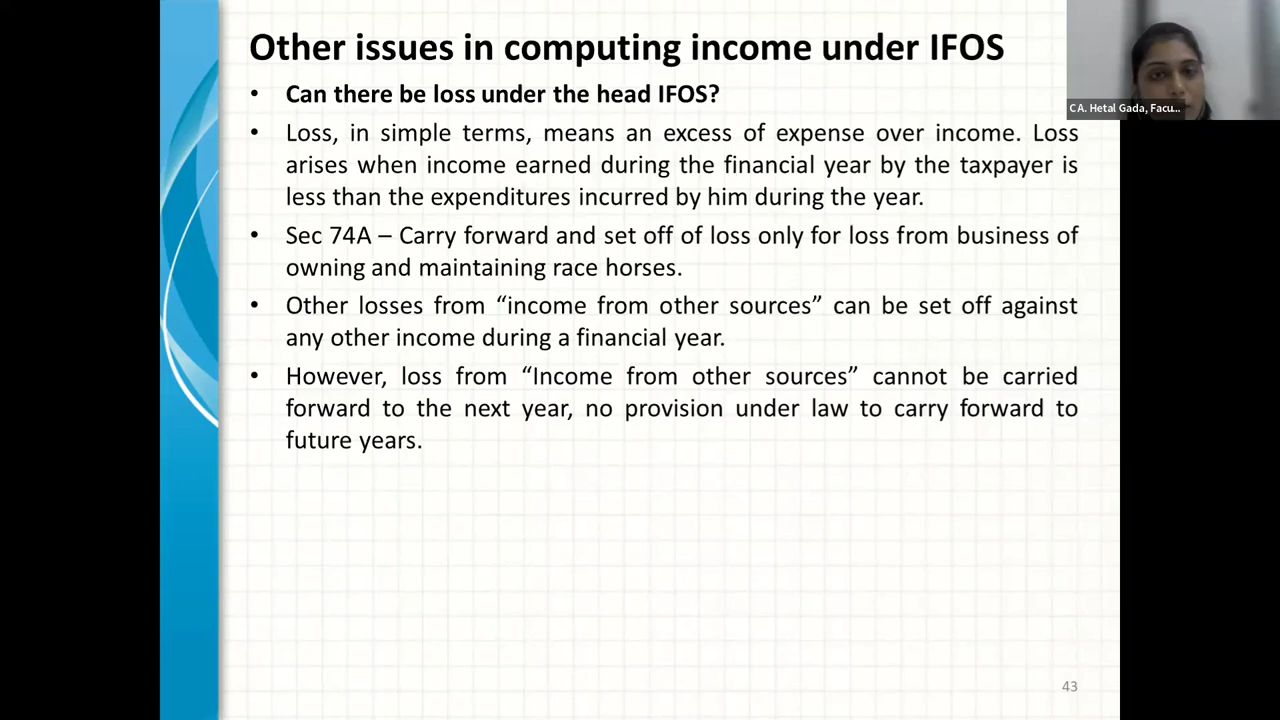 Other issues in computing income under IFOS
• Can there be loss under the head IFOS?
• Loss, in simple terms, means an excess of expense over income. Loss
arises when income earned during the financial year by the taxpayer is
less than the expenditures incurred by him during the year.
• Sec 74A – Carry forward and set off of loss only for loss from business of
owning and maintaining race horses.
• Other losses from “income from other sources” can be set off against
any other income during a financial year.
• However, loss from “Income from other sources” cannot be carried
forward to the next year, no provision under law to carry forward to
future years.
CA. Hetal Gada, Facu...
43